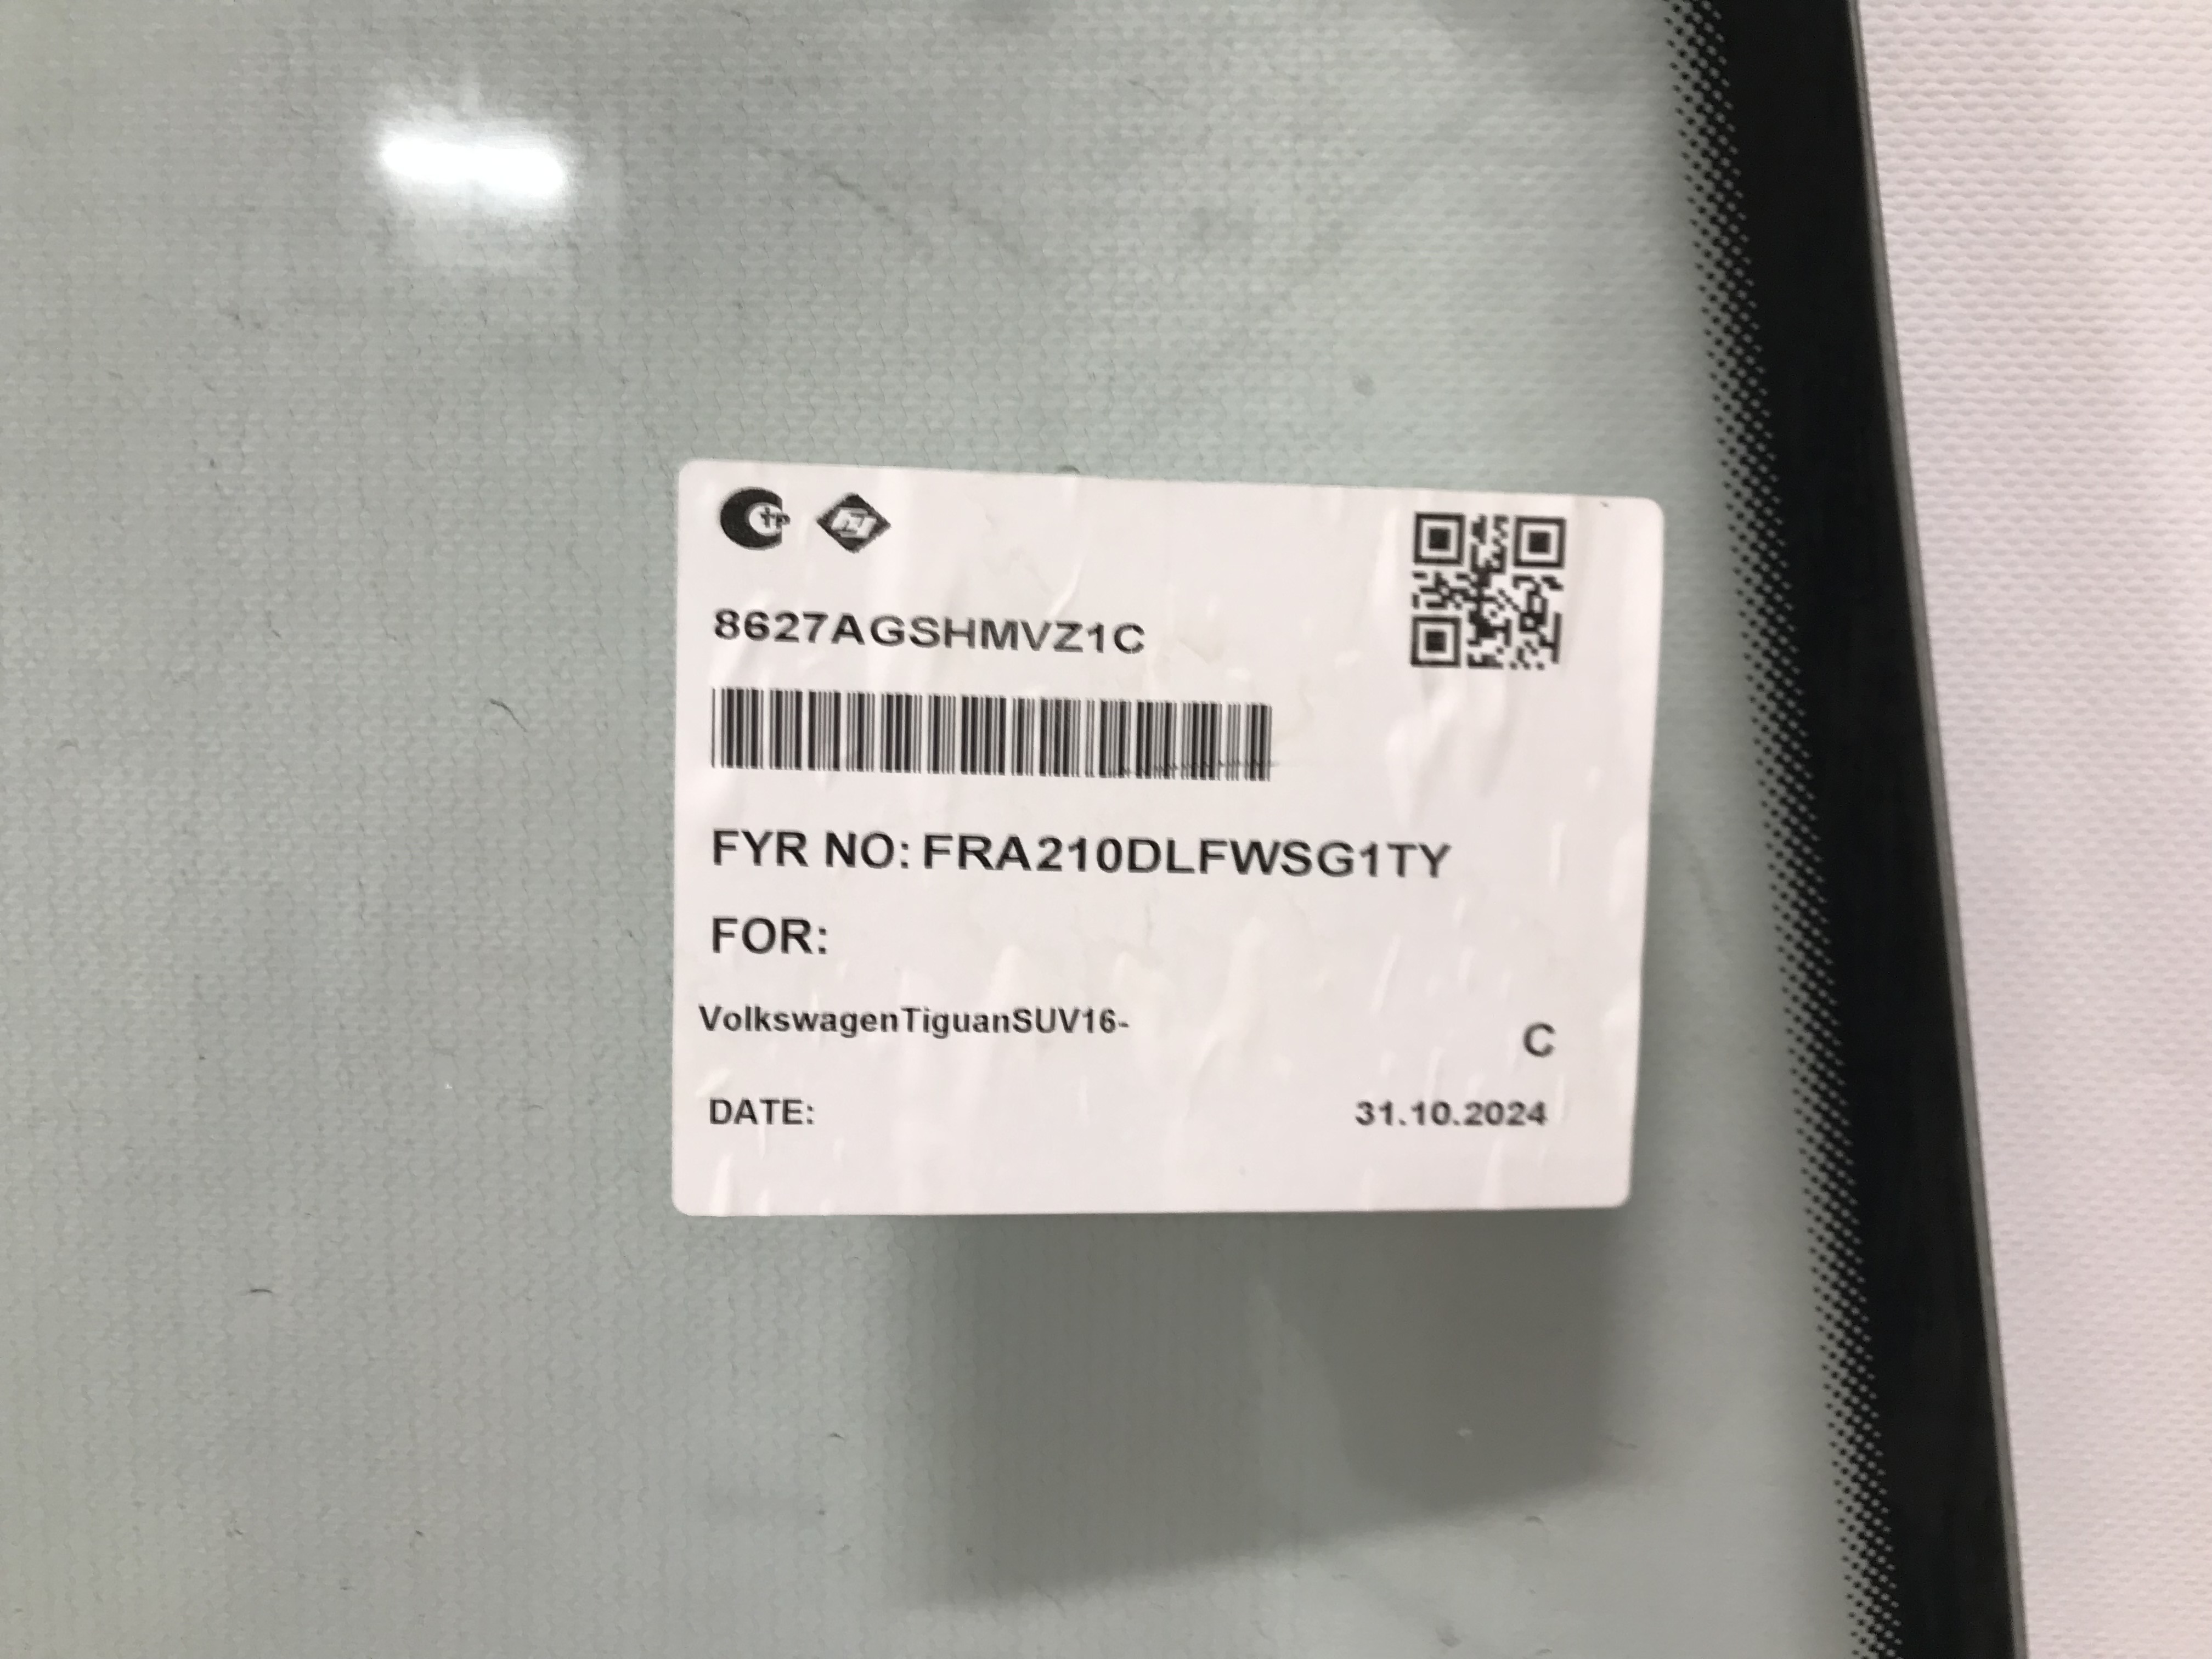 8627AGSHMVZ1C
FYR NO: FRA210DLFWSG1TY
FOR:
VolkswagenTiguanSUV16-
C
DATE: 31.10.2024